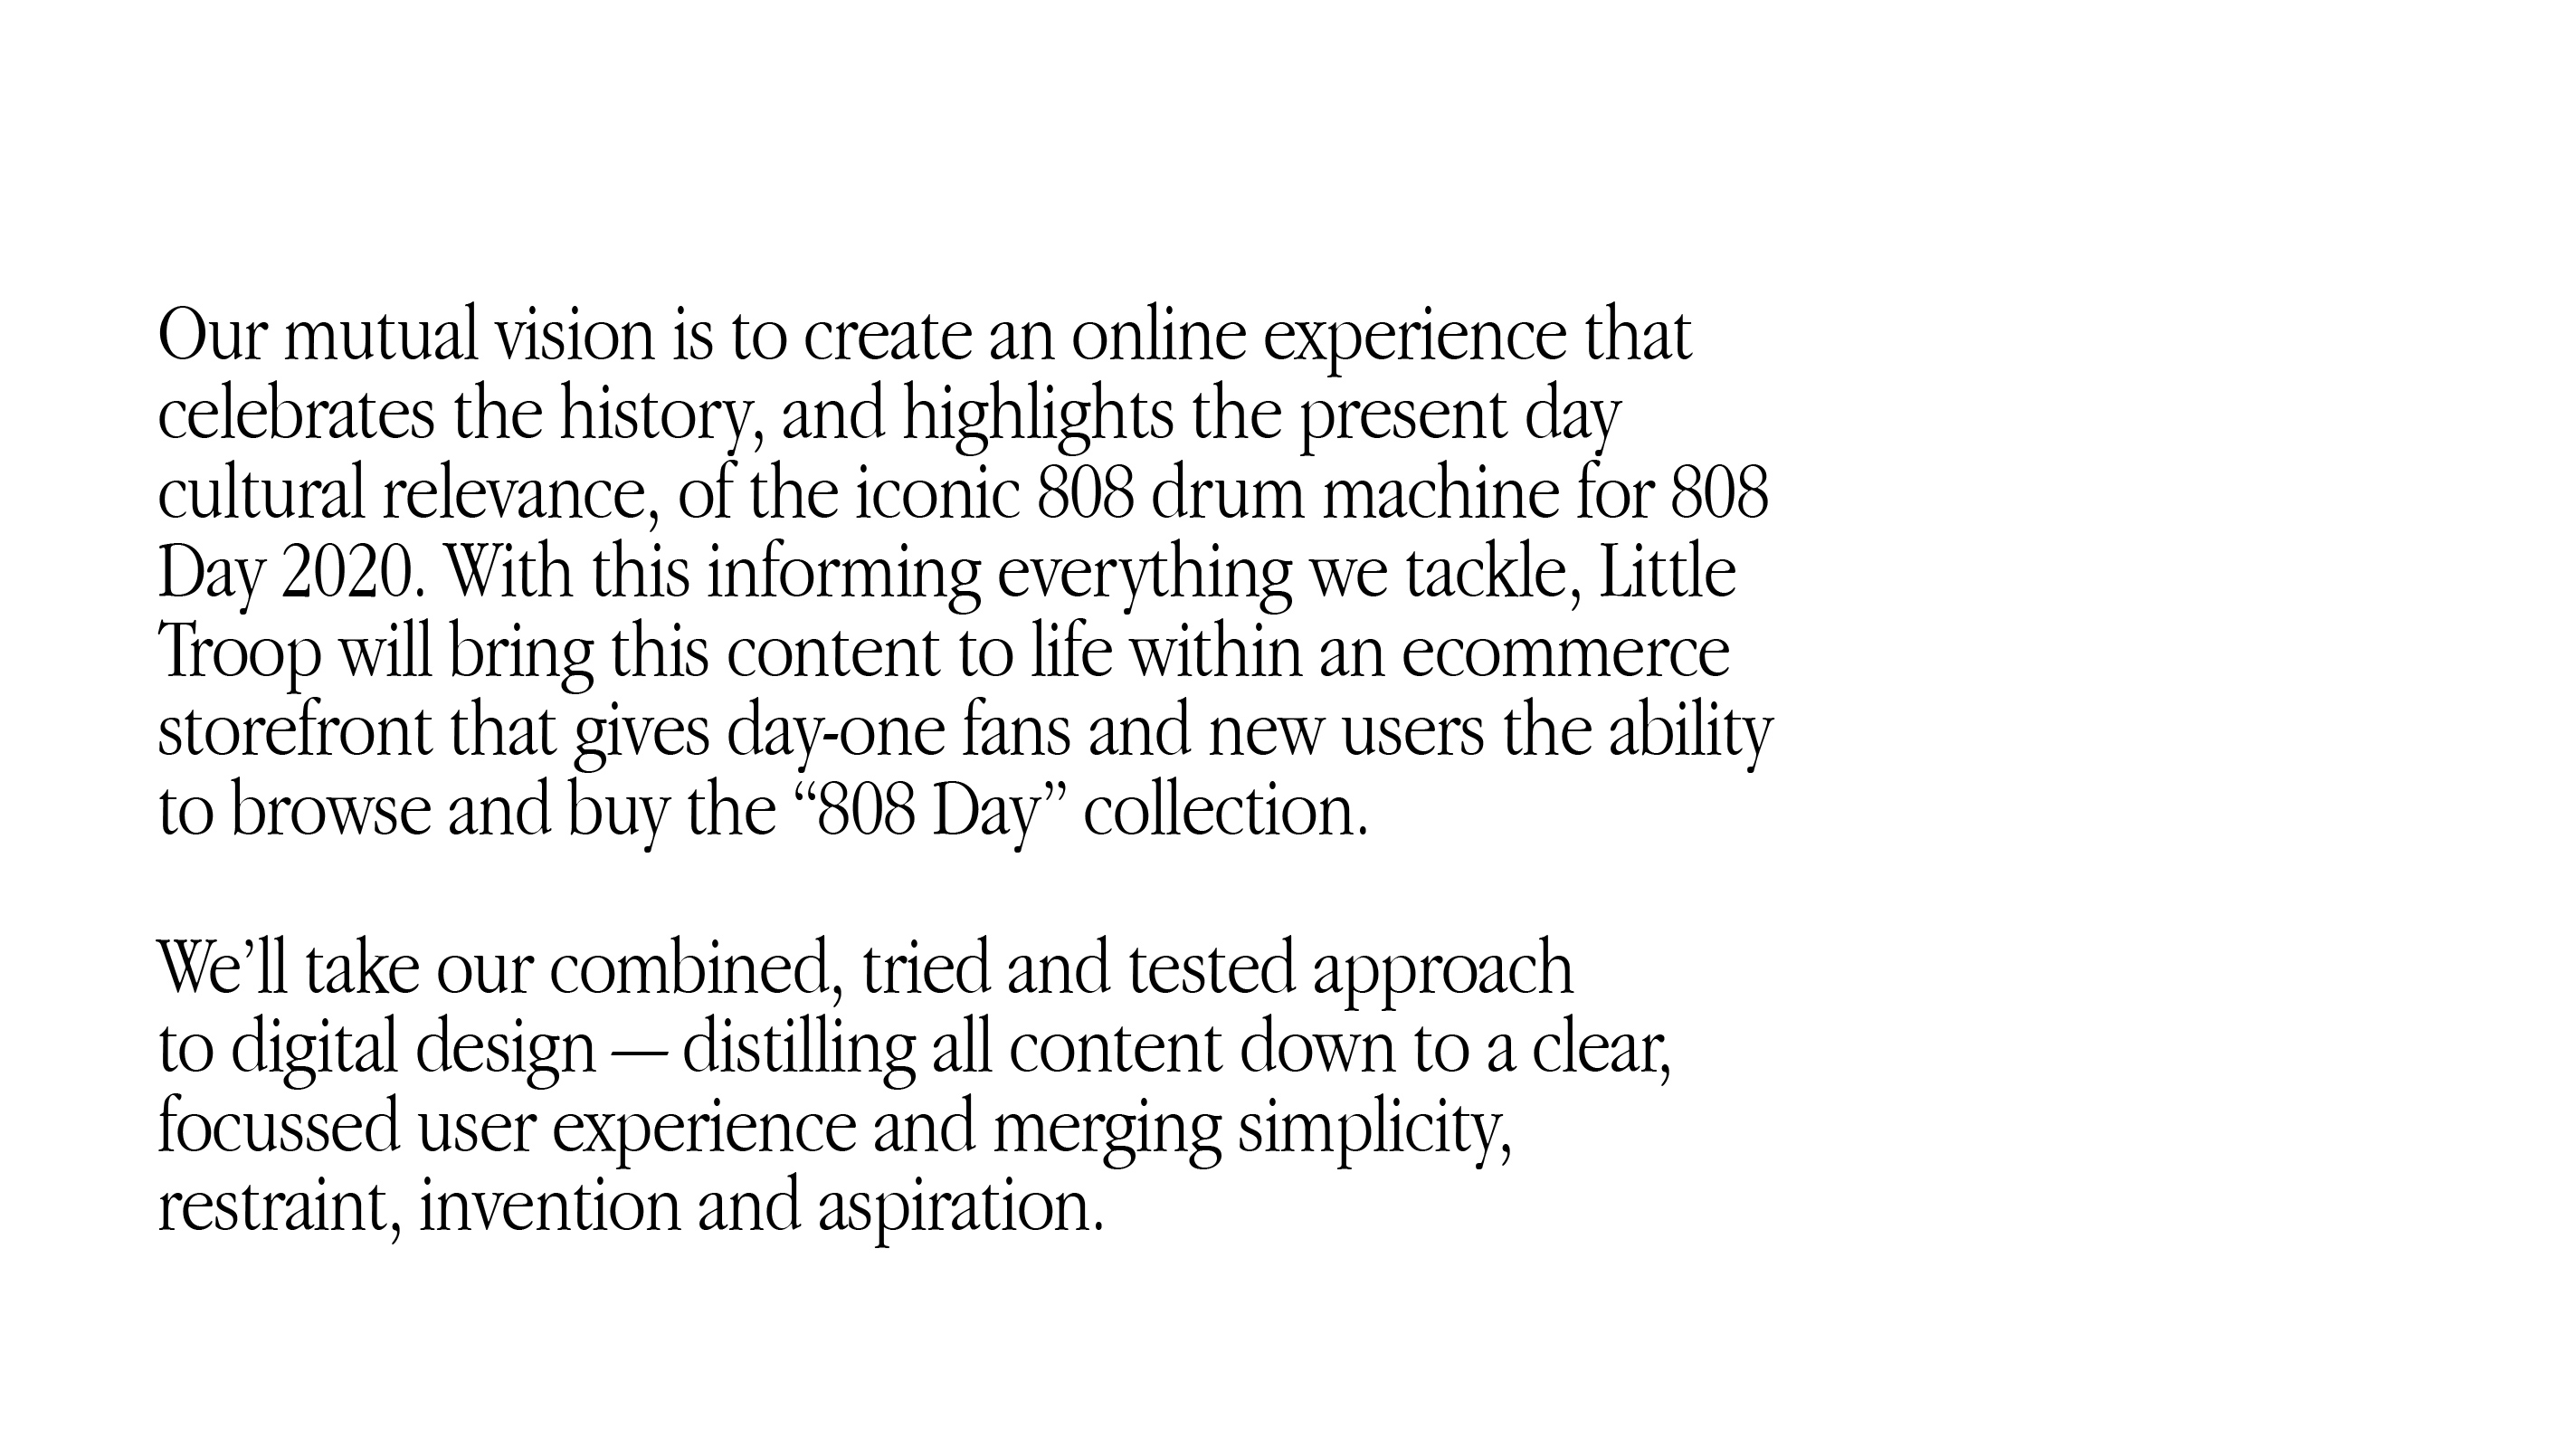 Our mutual vision is to create an online experience that
celebrates the history, and highlights the present day
cultural relevance, of the iconic 808 drum machine for 808
Day 2020. With this informing everything we tackle, Little
Troop will bring this content to life within an ecommerce
storefront that gives day-one fans and new users the ability
to browse and buy the “808 Day” collection.
We’ll take our combined, tried and tested approach
to digital design — distilling all content down to a clear,
focussed user experience and merging simplicity,
restraint, invention and aspiration.